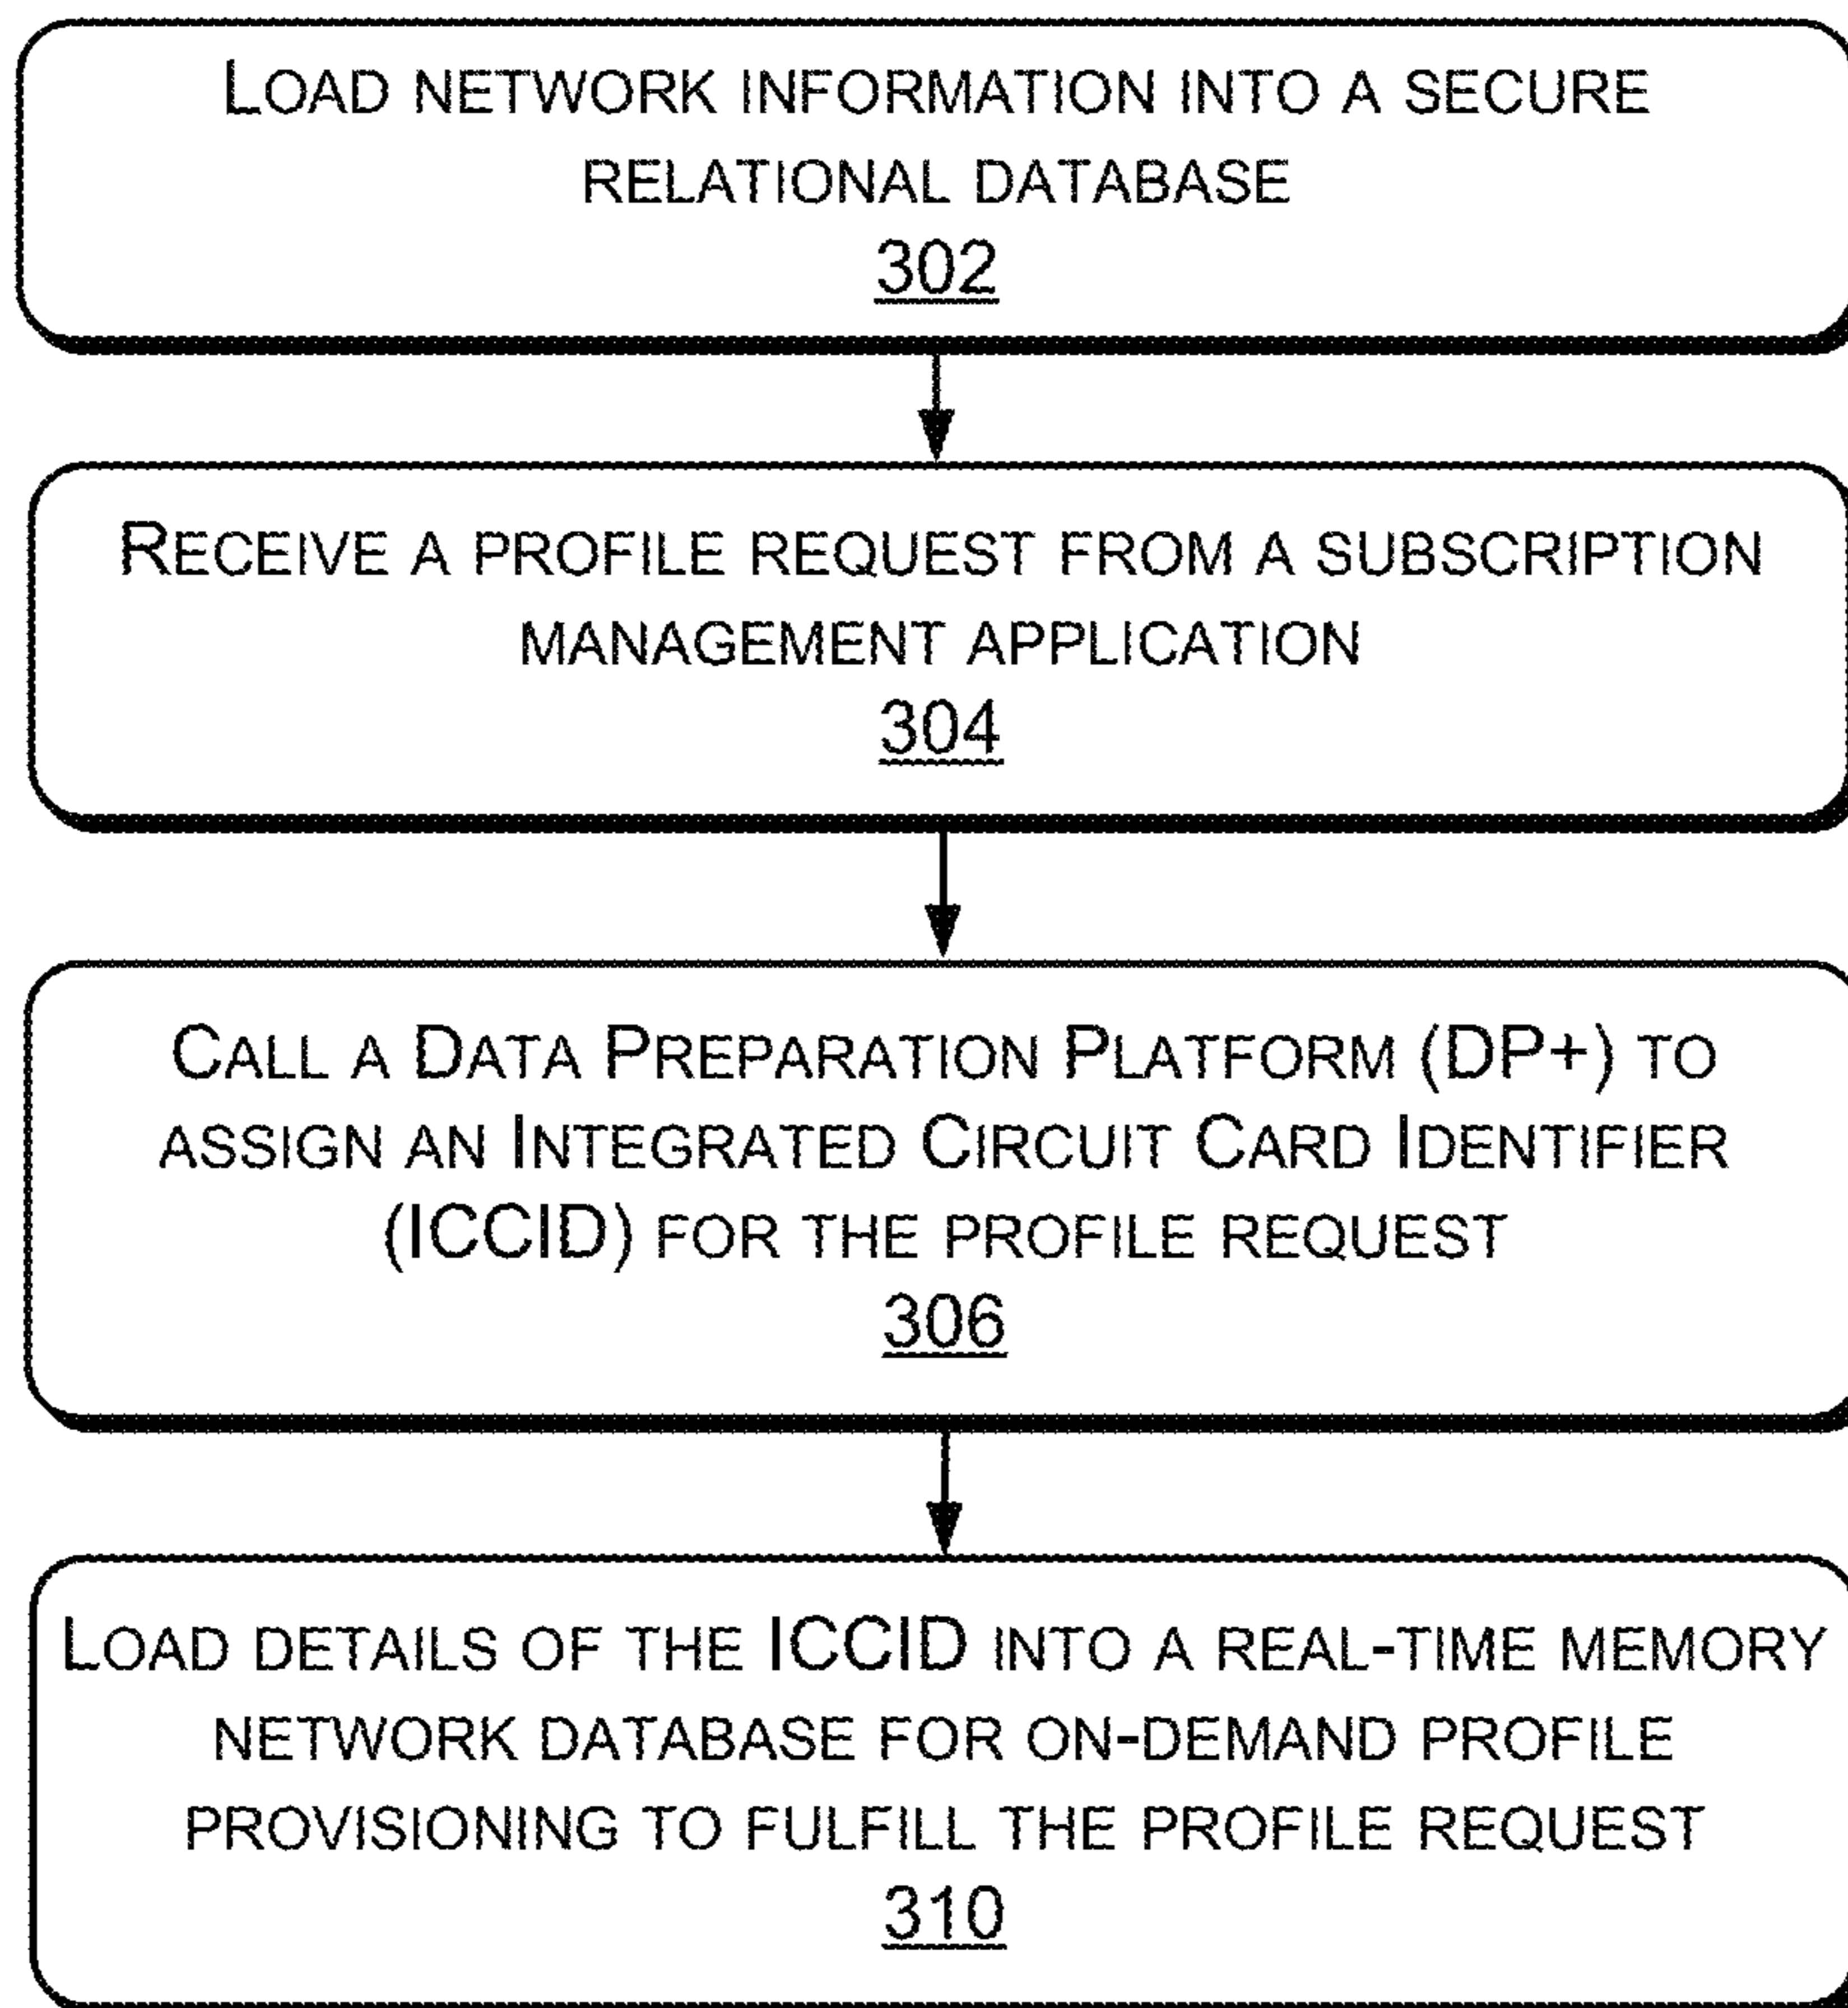 LOAD NETWORK INFORMATION INTO A SECURE
RELATIONAL DATABASE
302
RECEIVE A PROFILE REQUEST FROM A SUBSCRIPTION
MANAGEMENT APPLICATION
304
CALL A DATA PREPARATION PLATFORM (DP+) TO
ASSIGN AN INTEGRATED CIRCUIT CARD IDENTIFIER
(ICCID) FOR THE PROFILE REQUEST
306
LOAD DETAILS OF THE ICCID INTO A REAL-TIME MEMORY
NETWORK DATABASE FOR ON-DEMAND PROFILE
PROVISIONING TO FULFILL THE PROFILE REQUEST
310